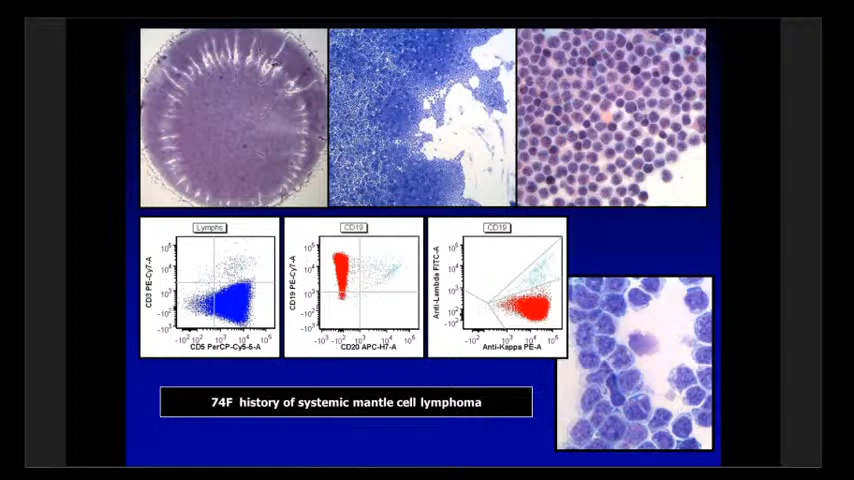 Lymphs
CD3 PE-Cy7-A
CD5 PerCP-Cy5-5-A
CD19
CD19 PE-Cy7-A
CD20 APC-H7-A
CD19
Anti-Lambda FITC-A
Anti-Kappa PE-A
74F history of systemic mantle cell lymphoma